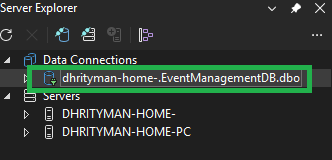 Server Explorer
Data Connections
dhrityman-home-.EventManagementDB.dbo
Servers
DHRITYMAN-HOME-
DHRITYMAN-HOME-PC